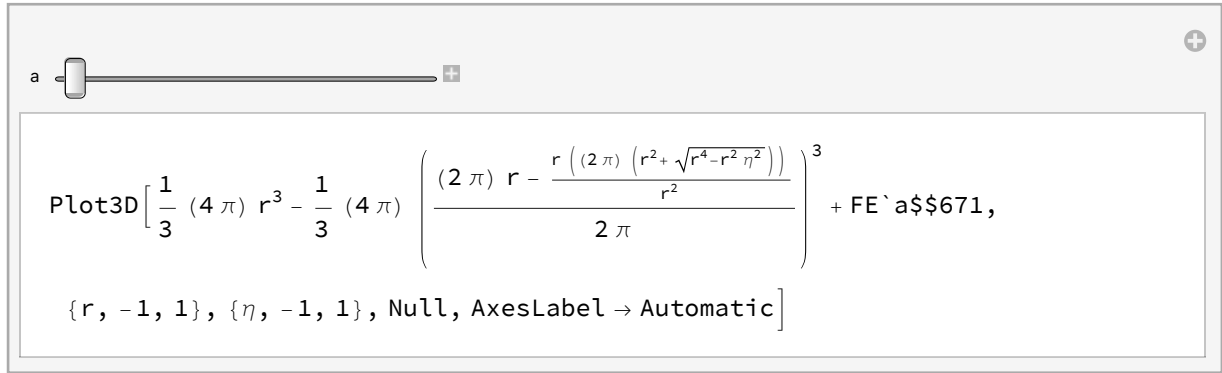 a
Plot3D[1/3 (4 π) r^3 - 1/3 (4 π) (((2 π) r - (r ((2 π) (r^2 + √(r^4 - r^2 η^2))))/r^2)/(2 π))^3 + FE`a$$671,
{r, -1, 1}, {η, -1, 1}, Null, AxesLabel → Automatic]